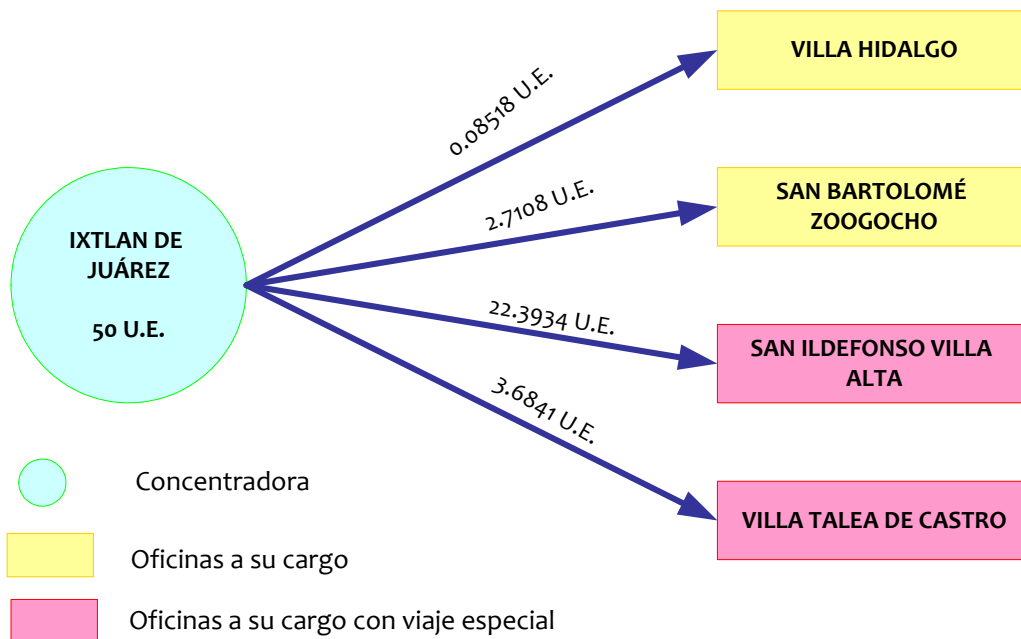 VILLA HIDALGO
0.08518 U.E.
SAN BARTOLOMÉ
ZOOGOCHO
2.7108 U.E.
IXTLAN DE
JUÁREZ
50 U.E.
22.3934 U.E.
SAN ILDEFONSO VILLA
ALTA
3.6841 U.E.
VILLA TALEA DE CASTRO
Concentradora
Oficinas a su cargo
Oficinas a su cargo con viaje especial